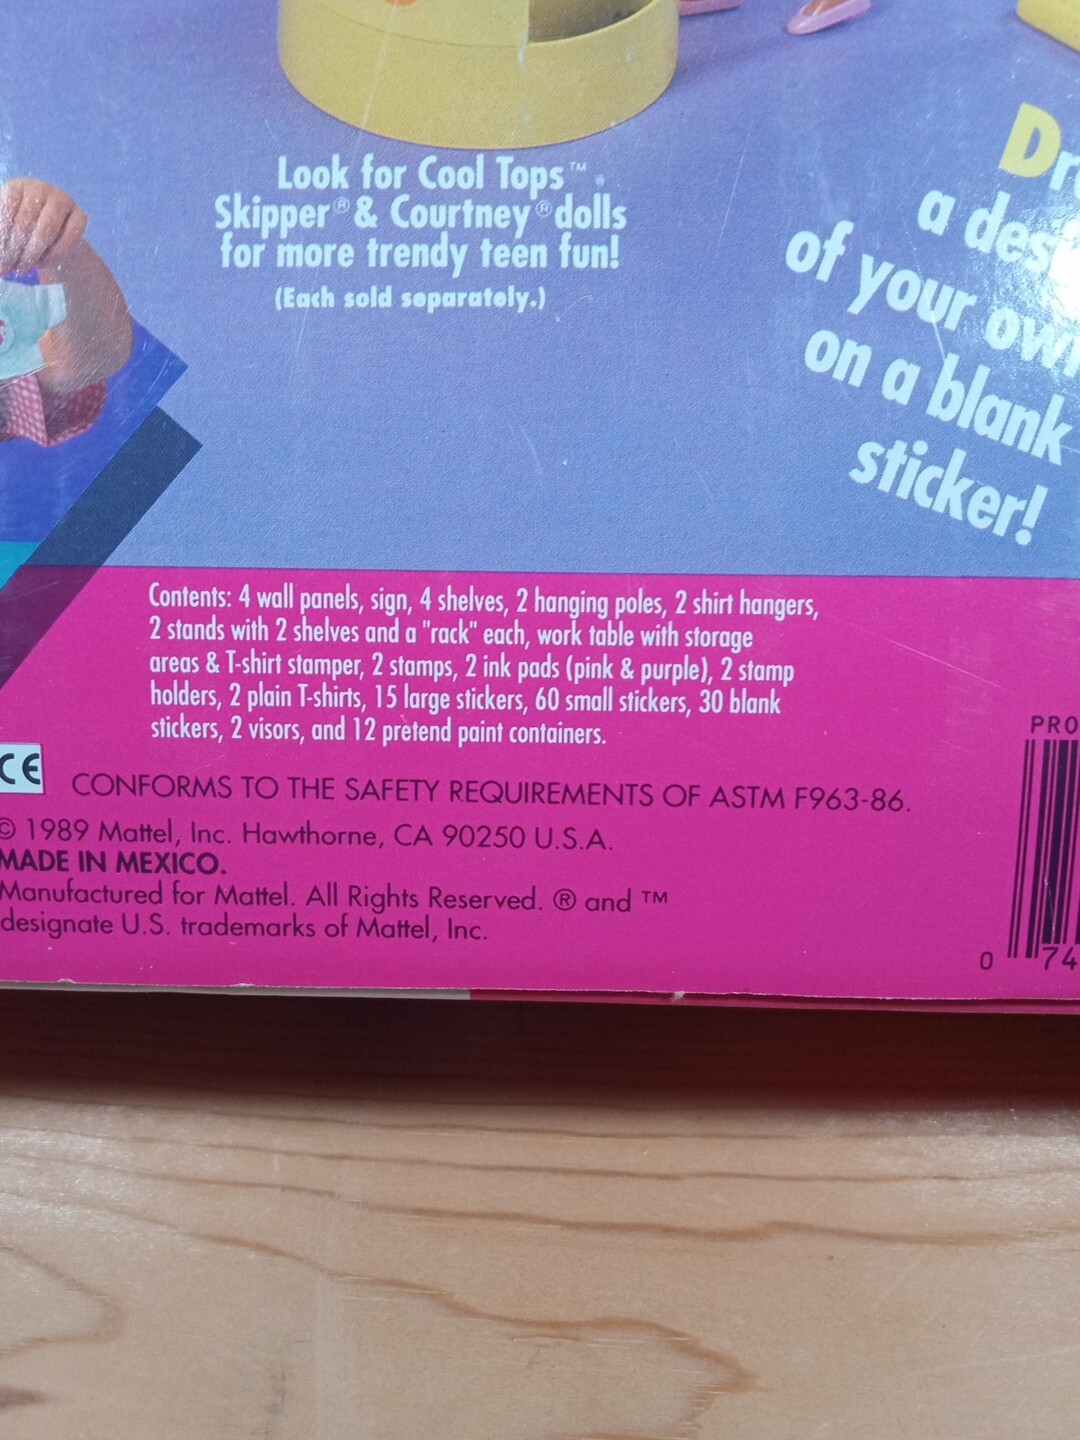 Look for Cool Tops™
Skipper® & Courtney® dolls
for more trendy teen fun!
(Each sold separately.)
a
of your
on a blank
sticker!
Contents: 4 wall panels, sign, 4 shelves, 2 hanging poles, 2 shirt hangers,
2 stands with 2 shelves and a "rack" each, work table with storage
areas & T-shirt stamper, 2 stamps, 2 ink pads (pink & purple), 2 stamp
holders, 2 plain T-shirts, 15 large stickers, 60 small stickers, 30 blank
stickers, 2 visors, and 12 pretend paint containers.
CE CONFORMS TO THE SAFETY REQUIREMENTS OF ASTM F963-86.
© 1989 Mattel, Inc. Hawthorne, CA 90250 U.S.A.
MADE IN MEXICO.
Manufactured for Mattel. All Rights Reserved. ® and ™
designate U.S. trademarks of Mattel, Inc.
PRO
0 74